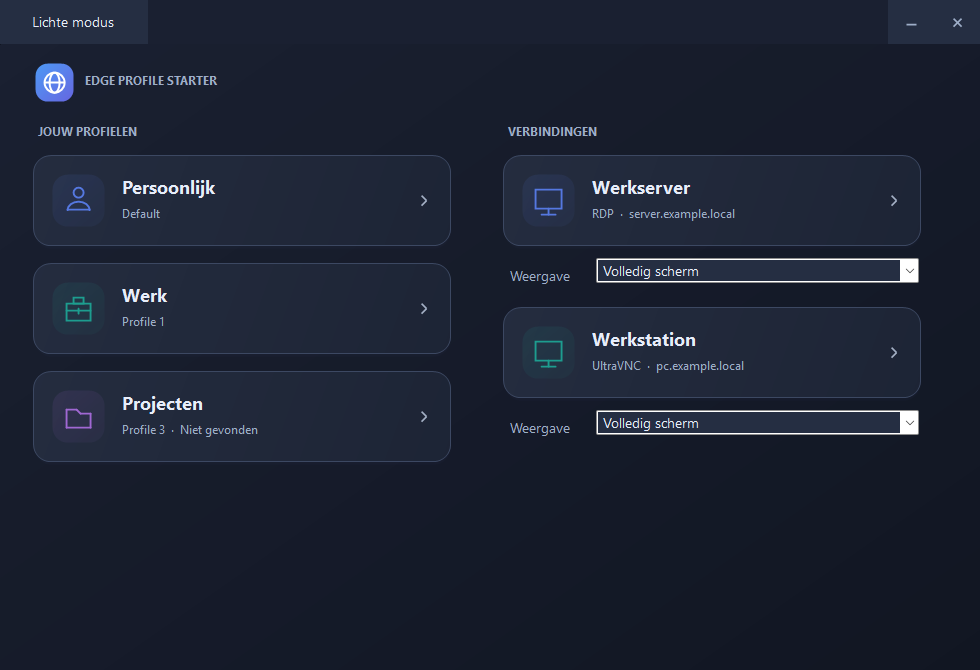 Lichte modus
EDGE PROFILE STARTER
JOUW PROFIELEN
Persoonlijk
Default
Werk
Profile 1
Projecten
Profile 3 · Niet gevonden
VERBINDINGEN
Werkserver
RDP · server.example.local
Weergave
Volledig scherm
Werkstation
UltraVNC · pc.example.local
Weergave
Volledig scherm